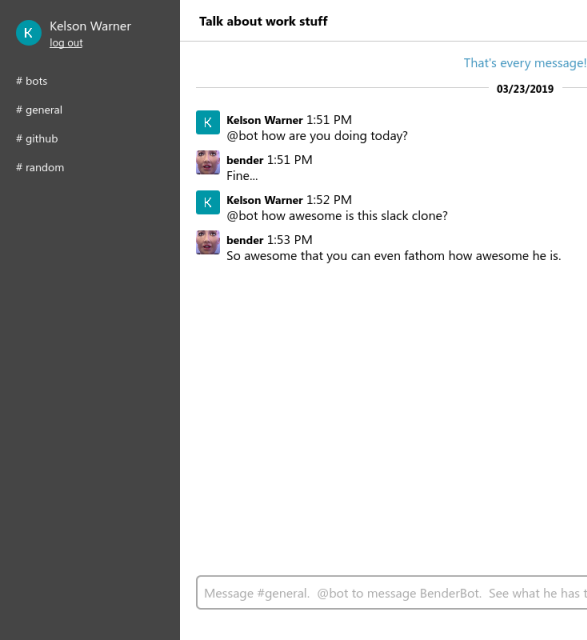 K
Kelson Warner
log out
# bots
# general
# github
# random
Talk about work stuff
That's every message!
03/23/2019
K
Kelson Warner 1:51 PM
@bot how are you doing today?
bender 1:51 PM
Fine...
K
Kelson Warner 1:52 PM
@bot how awesome is this slack clone?
bender 1:53 PM
So awesome that you can even fathom how awesome he is.
Message #general.  @bot to message BenderBot.  See what he has t